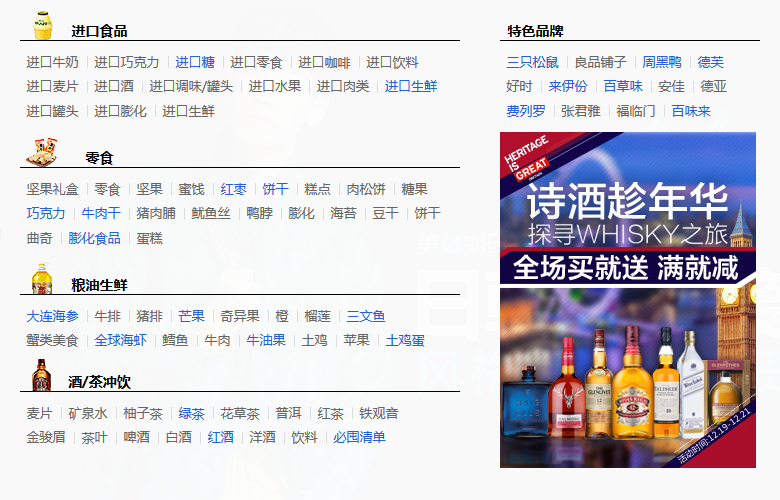 进口食品
进口牛奶 进口巧克力 进口糖 进口零食 进口咖啡 进口饮料
进口麦片 进口酒 进口调味/罐头 进口水果 进口肉类 进口生鲜
进口罐头 进口膨化 进口生鲜
零食
坚果礼盒 零食 坚果 蜜饯 红枣 饼干 糕点 肉松饼 糖果
巧克力 牛肉干 猪肉脯 鱿鱼丝 鸭脖 膨化 海苔 豆干 饼干
曲奇 膨化食品 蛋糕
粮油生鲜
大连海参 牛排 猪排 芒果 奇异果 橙 榴莲 三文鱼
蟹类美食 全球海虾 鳕鱼 牛肉 牛油果 土鸡 苹果 土鸡蛋
酒/茶冲饮
麦片 矿泉水 柚子茶 绿茶 花草茶 普洱 红茶 铁观音
金骏眉 茶叶 啤酒 白酒 红酒 洋酒 饮料 必囤清单
特色品牌
三只松鼠 良品铺子 周黑鸭 德芙
好时 来伊份 百草味 安佳 德亚
费列罗 张君雅 福临门 百味来
HERITAGE
IS
GREAT
诗酒趁年华
探寻WHISKY之旅
全场买就送 满就减
THE
GLENLIVET
12
CHIVAS REGAL
TALISKER
10
活动时间:12.19-12.21